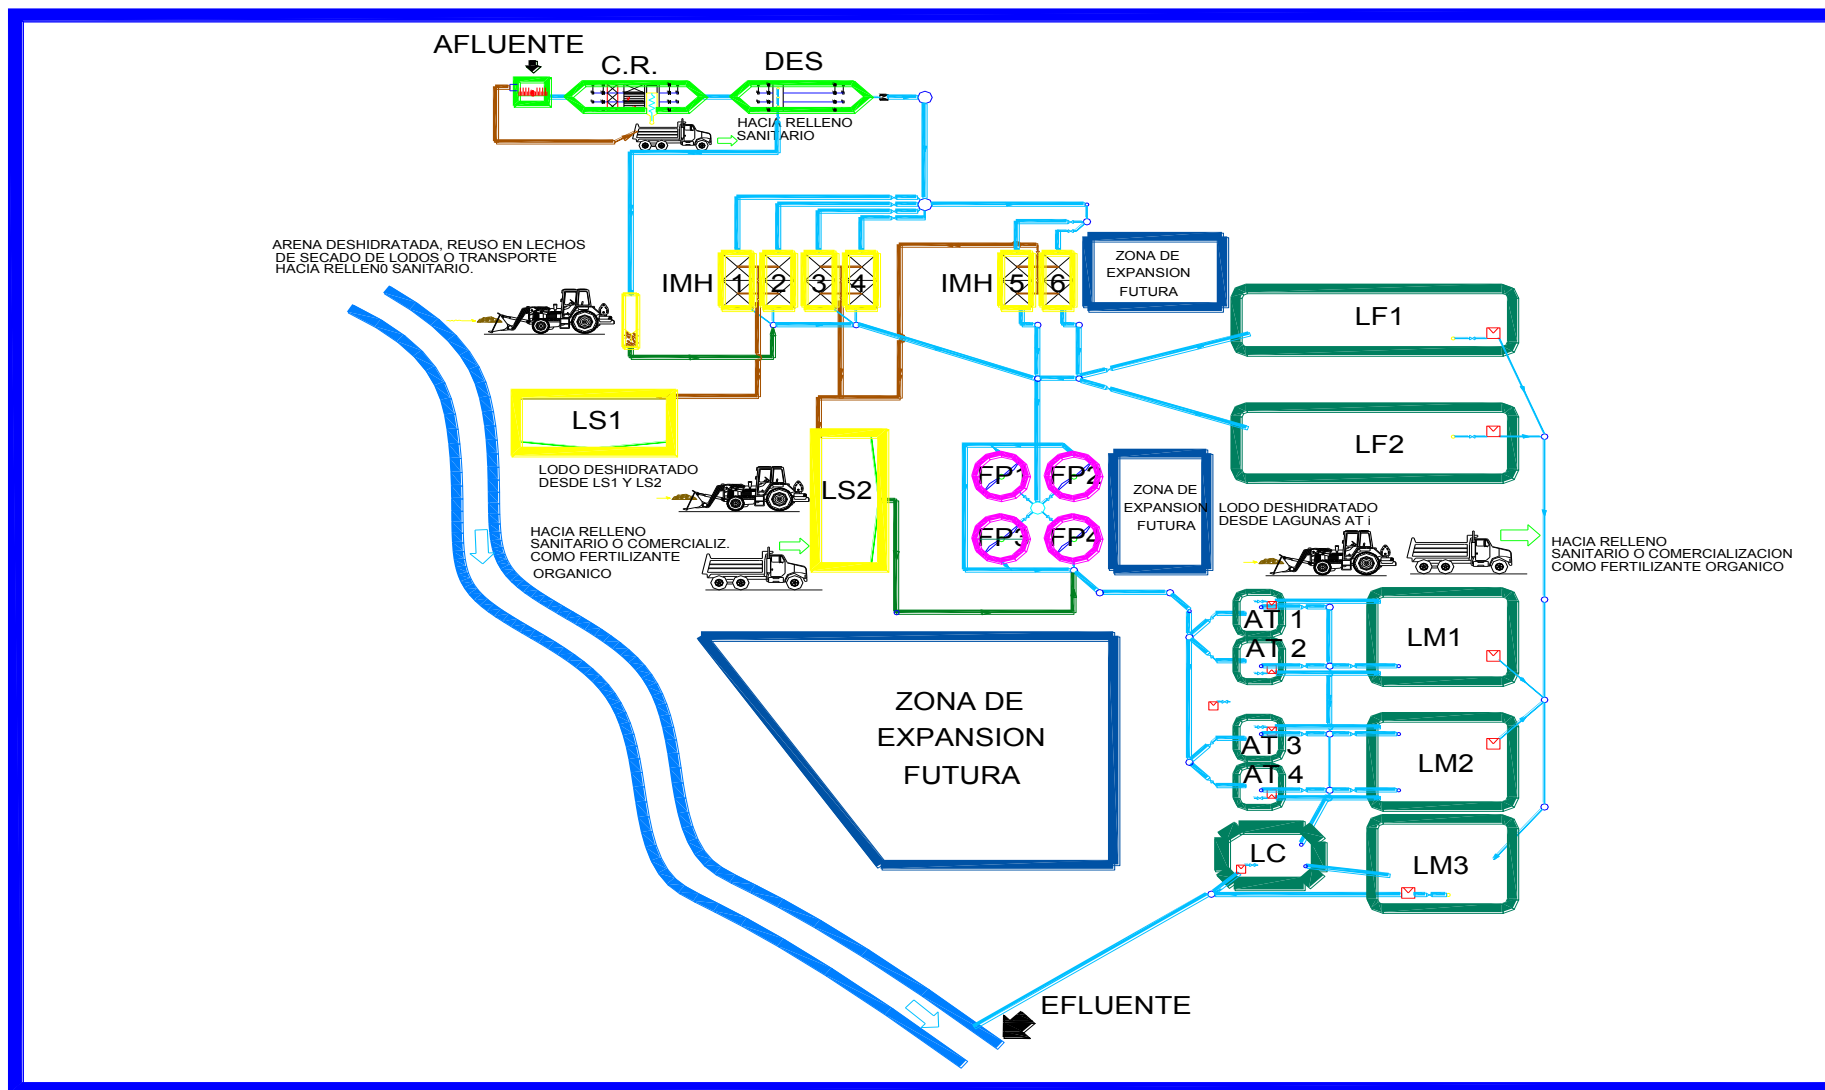 AFLUENTE
C.R.
DES
HACIA RELLENO
SANITARIO
ARENA DESHIDRATADA, REUSO EN LECHOS
DE SECADO DE LODOS O TRANSPORTE
HACIA RELLEN0 SANITARIO.
IMH
1
2
3
4
IMH
5
6
ZONA DE
EXPANSION
FUTURA
LF1
LF2
LS1
LODO DESHIDRATADO
DESDE LS1 Y LS2
LS2
HACIA RELLENO
SANITARIO O COMERCIALIZ.
COMO FERTILIZANTE
ORGANICO
FP1
FP2
FP3
FP4
ZONA DE
EXPANSION
FUTURA
LODO DESHIDRATADO
DESDE LAGUNAS AT i
HACIA RELLENO
SANITARIO O COMERCIALIZACION
COMO FERTILIZANTE ORGANICO
AT 1
AT 2
AT 3
AT 4
LM1
LM2
LM3
LC
ZONA DE
EXPANSION
FUTURA
EFLUENTE